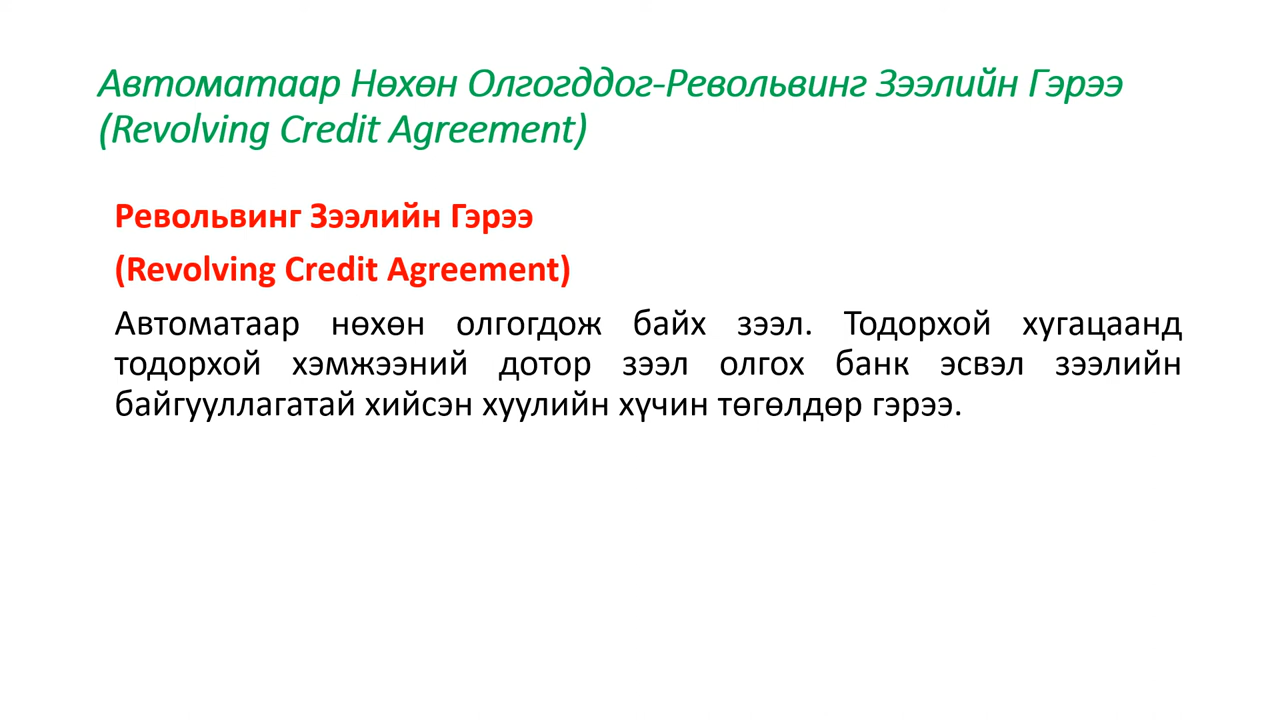 Автоматаар Нөхөн Олгогддог-Револьвинг Зээлийн Гэрээ
(Revolving Credit Agreement)
Револьвинг Зээлийн Гэрээ
(Revolving Credit Agreement)
Автоматаар нөхөн олгогдож байх зээл. Тодорхой хугацаанд
тодорхой хэмжээний дотор зээл олгох банк эсвэл зээлийн
байгууллагатай хийсэн хуулийн хүчин төгөлдөр гэрээ.